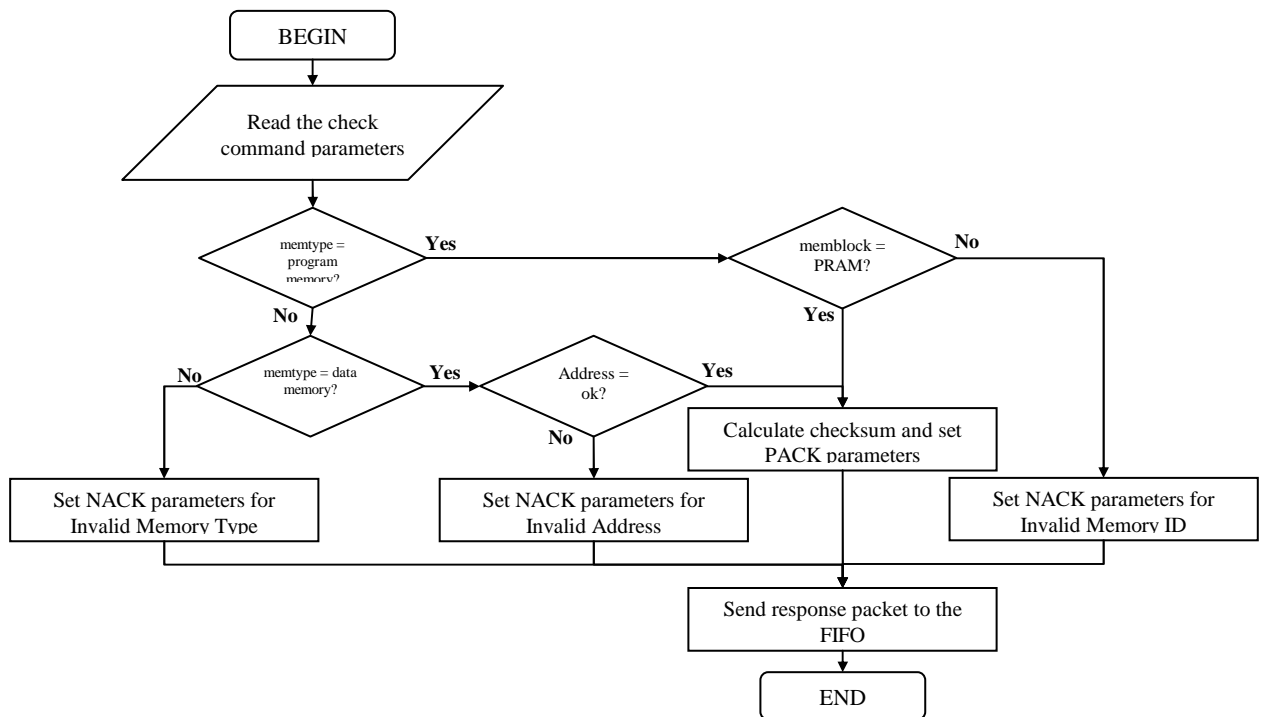 BEGIN
Read the check
command parameters
memtype =
program
memory?
Yes
memblock =
PRAM?
No
No
Yes
No
memtype = data
memory?
Yes
Address =
ok?
Yes
No
Calculate checksum and set
PACK parameters
Set NACK parameters for
Invalid Memory Type
Set NACK parameters for
Invalid Address
Set NACK parameters for
Invalid Memory ID
Send response packet to the
FIFO
END